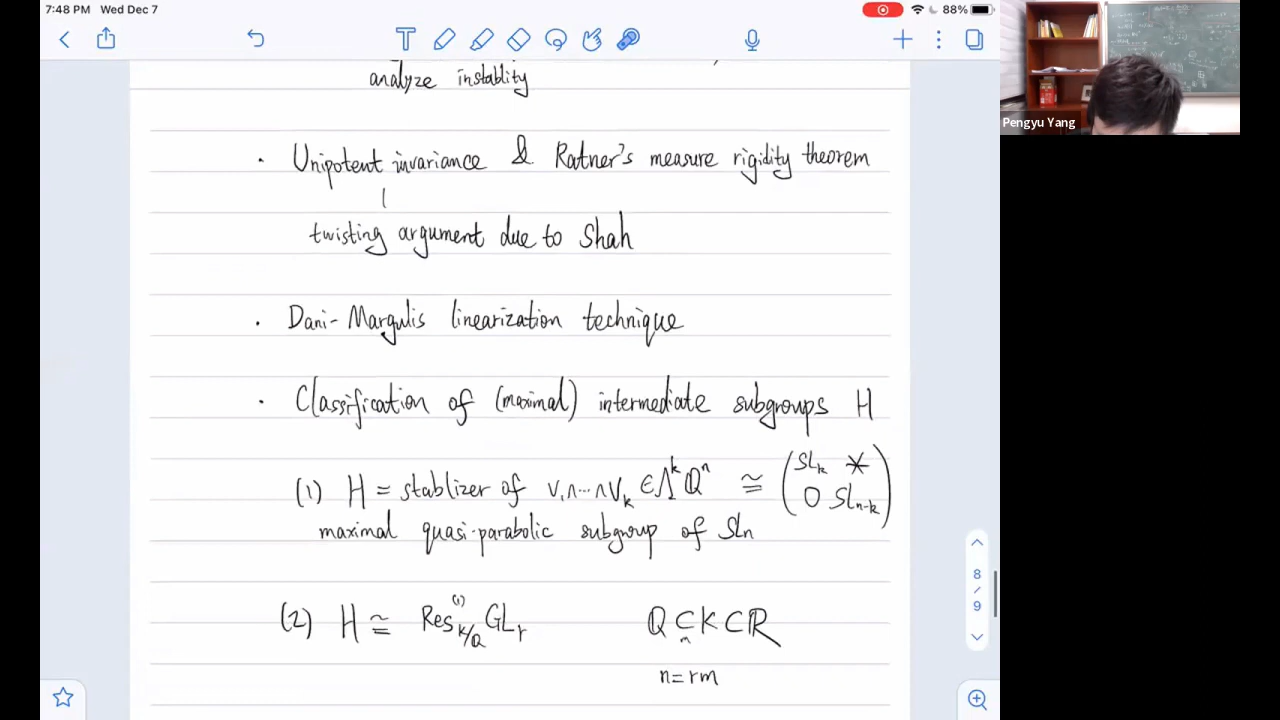 7:48 PM Wed Dec 7
88%
analyze instablity
· Unipotent invariance & Ratner's measure rigidity theorem
twisting argument due to Shah
· Dani-Margulis linearization technique
· Classification of (maximal) intermediate subgroups H
(1) H = stablizer of v₁∧⋯∧vₖ ∈ Λᵏ Qⁿ ≅ (SLₖ * 0 SLₙ₋ₖ)
maximal quasi-parabolic subgroup of SLn
(2) H ≅ Res⁽¹⁾ K/Q GLr Q ⊂ K ⊂ R
m
n=rm
8
/
9
Pengyu Yang